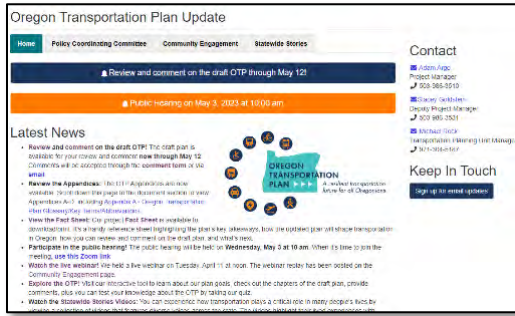 Oregon Transportation Plan Update
Home Policy Coordinating Committee Community Engagement Statewide Stories
Review and comment on the draft OTP through May 12!
Public Hearing on May 3, 2023 at 10:00 am
Latest News
Review and comment on the draft OTP! The draft plan is
available for your review and comment now through May 12
Comments will be accepted through the comment form or via
email
Review the Appendices: The OTP Appendices are now
available. Scroll down this page to the document section to view
Appendices A-J, including Appendix A - Oregon Transportation
Plan Glossary/Key Terms/Abbreviations.
View the Fact Sheet: Our project Fact Sheet is available to
download/print. It's a handy reference sheet highlighting the plan's key takeaways, how the updated plan will shape transportation
in Oregon, how you can review and comment on the draft plan, and what's next.
Participate in the public hearing! The public hearing will be held on Wednesday, May 3 at 10 am. When it's time to join the
meeting, use this Zoom link
Watch the live webinar! We held a live webinar on Tuesday, April 11 at noon. The webinar replay has been posted on the
Community Engagement page.
Explore the OTP! Visit our interactive tool to learn about our plan goals, check out the chapters of the draft plan, provide
comments, plus you can test your knowledge about the OTP by taking our quiz.
Watch the Statewide Stories Videos: You can experience how transportation plays a critical role in many people's lives by
OREGON
TRANSPORTATION
PLAN
A resilient transportation future
for all Oregonians
Contact
Adam Argo
Project Manager
Stacey Goldstein
Deputy Project Manager
Michael Rock
Transportation Planning Unit Manager
Keep In Touch
Sign up for email updates